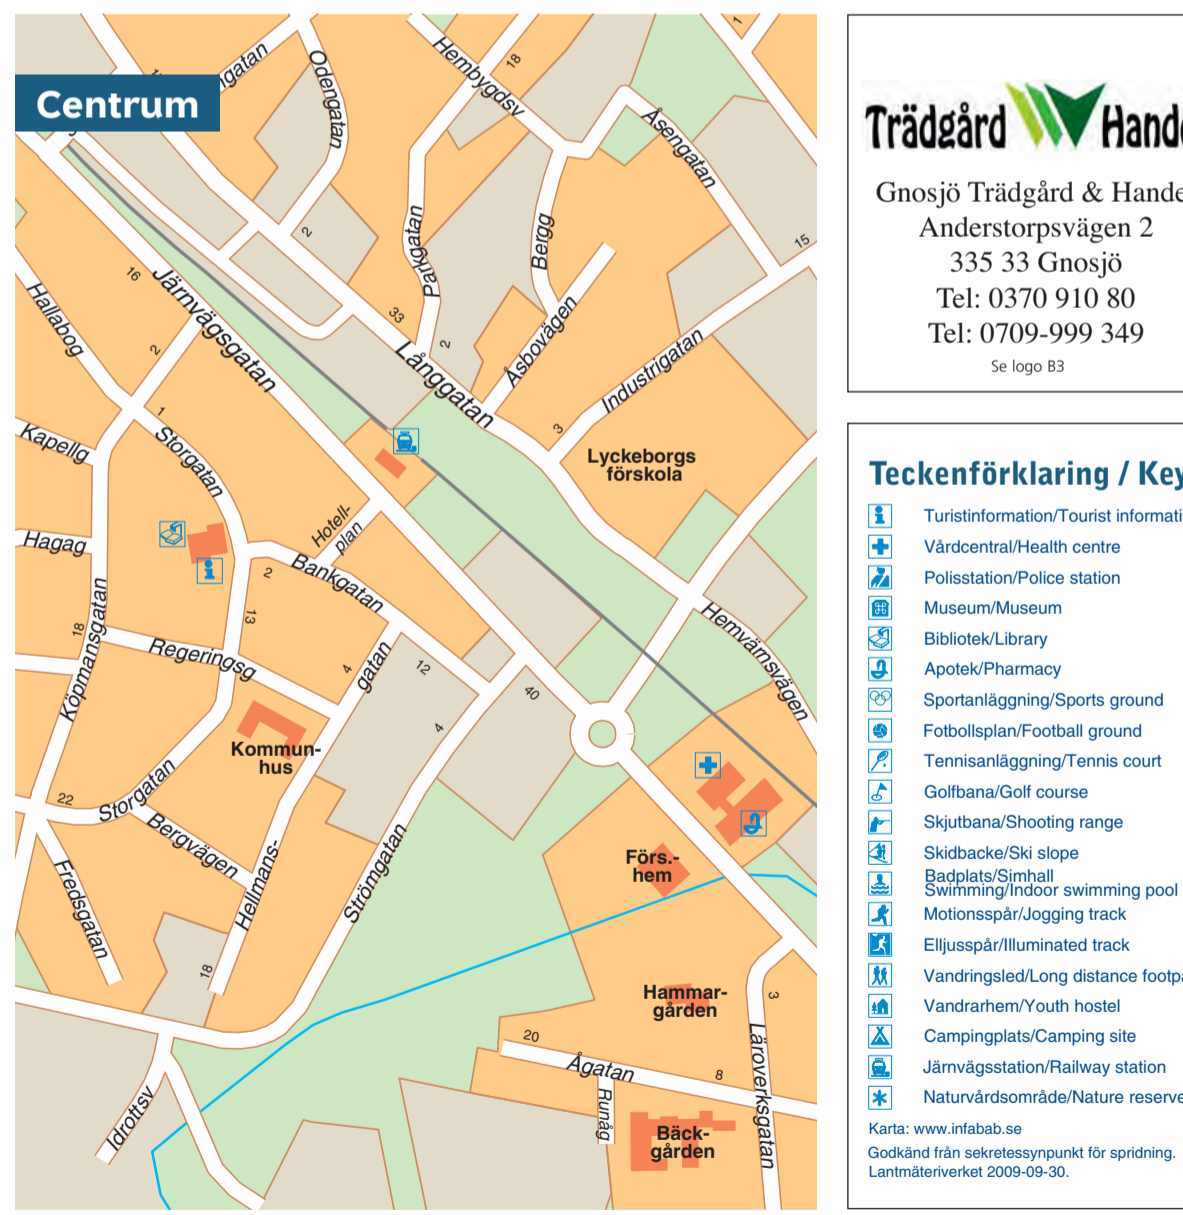 Centrum
Odengatan
Hembygdsv
18
1
Åsengatan
Parkgatan
Bergg
2
15
16
Järnvägsgatan
Hallabog
33
2
2
Långgatan
Åsbovägen
Industrigatan
3
1
Storgatan
Kapellg
Lyckeborgs
förskola
Hotell-
plan
Hagag
Bankgatan
2
13
18
Köpmansgatan
Regeringsg
4
gatan
12
40
4
Hemvärnsvägen
Kommun-
hus
22
Storgatan
Bergvägen
Hellmans-
Strömgatan
Fredsgatan
18
Förs.-
hem
Hammar-
gården
3
20
Ågatan
8
Läroverksgatan
Runåg
Idrottsv
Bäck-
gården
Trädgård
Gnosjö Trädgård & Hande
Anderstorpsvägen 2
335 33 Gnosjö
Tel: 0370 910 80
Tel: 0709-999 349
Se logo B3
Teckenförklaring / Key
Turistinformation/Tourist informati
Vårdcentral/Health centre
Polisstation/Police station
Museum/Museum
Bibliotek/Library
Apotek/Pharmacy
Sportanläggning/Sports ground
Fotbollsplan/Football ground
Tennisanläggning/Tennis court
Golfbana/Golf course
Skjutbana/Shooting range
Skidbacke/Ski slope
Badplats/Simhall
Swimming/Indoor swimming pool
Motionsspår/Jogging track
Elljusspår/Illuminated track
Vandringsled/Long distance footpa
Vandrarhem/Youth hostel
Campingplats/Camping site
Järnvägsstation/Railway station
Naturvårdsområde/Nature reserve
Karta: www.infabab.se
Godkänd från sekretessynpunkt för spridning.
Lantmäteriverket 2009-09-30.